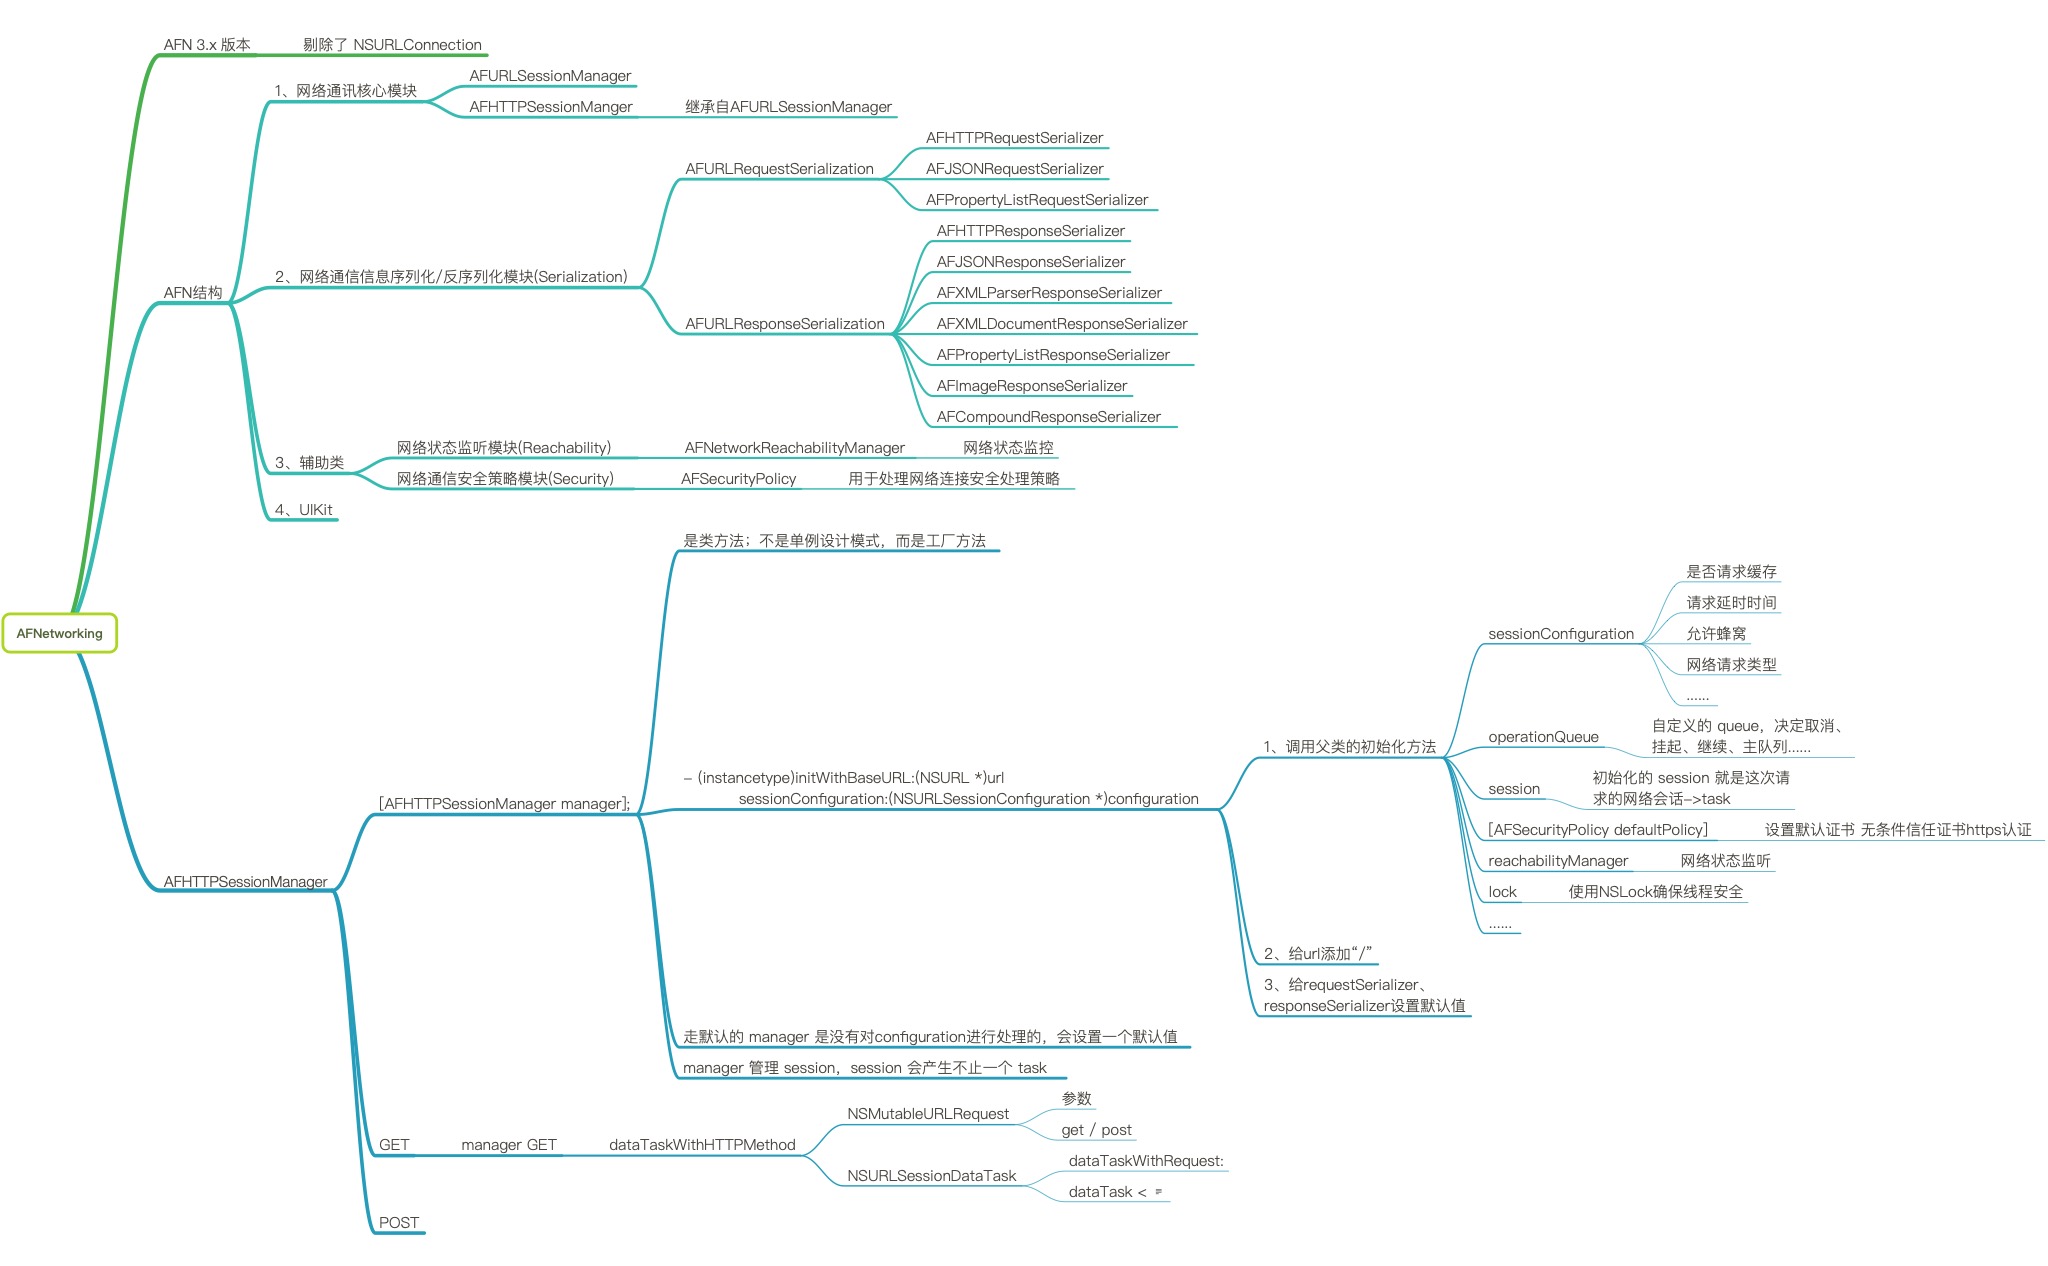 AFNetworking
AFN 3.x 版本
剔除了 NSURLConnection
AFN结构
1、网络通讯核心模块
AFURLSessionManager
AFHTTPSessionManger
继承自AFURLSessionManager
2、网络通信信息序列化/反序列化模块(Serialization)
AFURLRequestSerialization
AFHTTPRequestSerializer
AFJSONRequestSerializer
AFPropertyListRequestSerializer
AFURLResponseSerialization
AFHTTPResponseSerializer
AFJSONResponseSerializer
AFXMLParserResponseSerializer
AFXMLDocumentResponseSerializer
AFPropertyListResponseSerializer
AFImageResponseSerializer
AFCompoundResponseSerializer
3、辅助类
网络状态监听模块(Reachability)
AFNetworkReachabilityManager
网络状态监控
网络通信安全策略模块(Security)
AFSecurityPolicy
用于处理网络连接安全处理策略
4、UIKit
AFHTTPSessionManager
[AFHTTPSessionManager manager];
是类方法；不是单例设计模式，而是工厂方法
- (instancetype)initWithBaseURL:(NSURL *)url
sessionConfiguration:(NSURLSessionConfiguration *)configuration
1、调用父类的初始化方法
sessionConfiguration
是否请求缓存
请求延时时间
允许蜂窝
网络请求类型
......
operationQueue
自定义的 queue，决定取消、
挂起、继续、主队列......
session
初始化的 session 就是这次请
求的网络会话->task
[AFSecurityPolicy defaultPolicy]
设置默认证书 无条件信任证书https认证
reachabilityManager
网络状态监听
lock
使用NSLock确保线程安全
......
2、给url添加“/”
3、给requestSerializer、
responseSerializer设置默认值
走默认的 manager 是没有对configuration进行处理的，会设置一个默认值
manager 管理 session，session 会产生不止一个 task
GET
manager GET
dataTaskWithHTTPMethod
NSMutableURLRequest
参数
get / post
NSURLSessionDataTask
dataTaskWithRequest:
dataTask <
POST